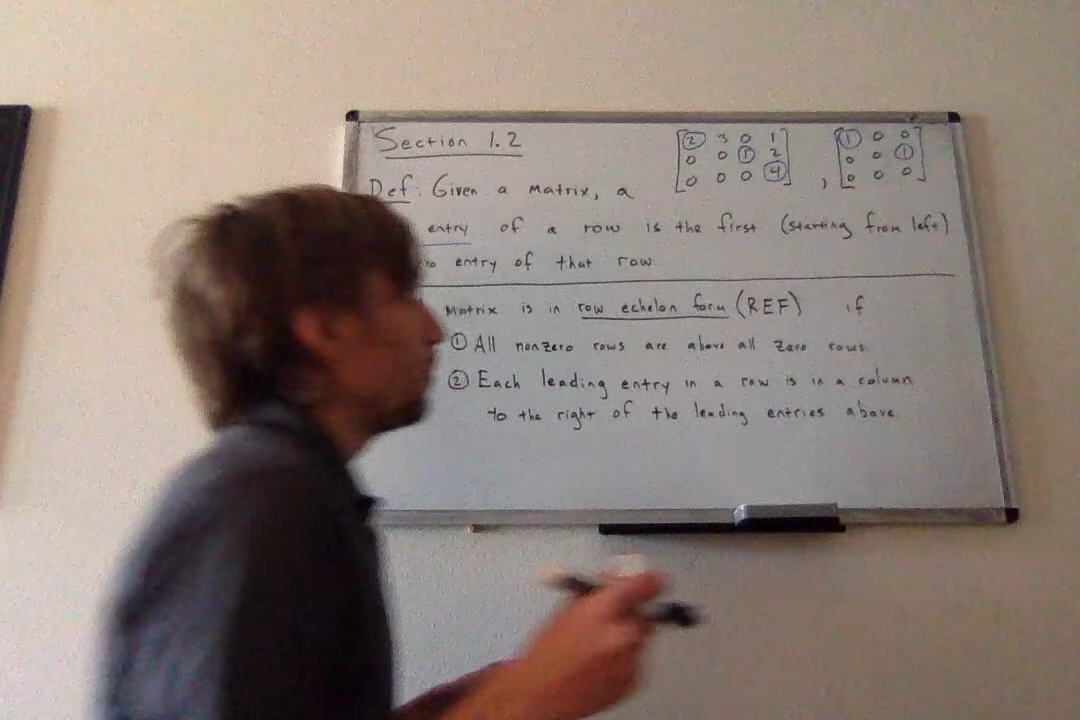 Section 1.2
[2 3 0 1] [1 0 0]
[0 0 1 2] [0 0 1]
[0 0 0 4] , [0 0 0]
Def: Given a matrix, a
entry of a row is the first (starting from left)
entry of that row.
matrix is in row echelon form (REF) if
① All nonzero rows are above all zero rows.
② Each leading entry in a row is in a column
to the right of the leading entries above